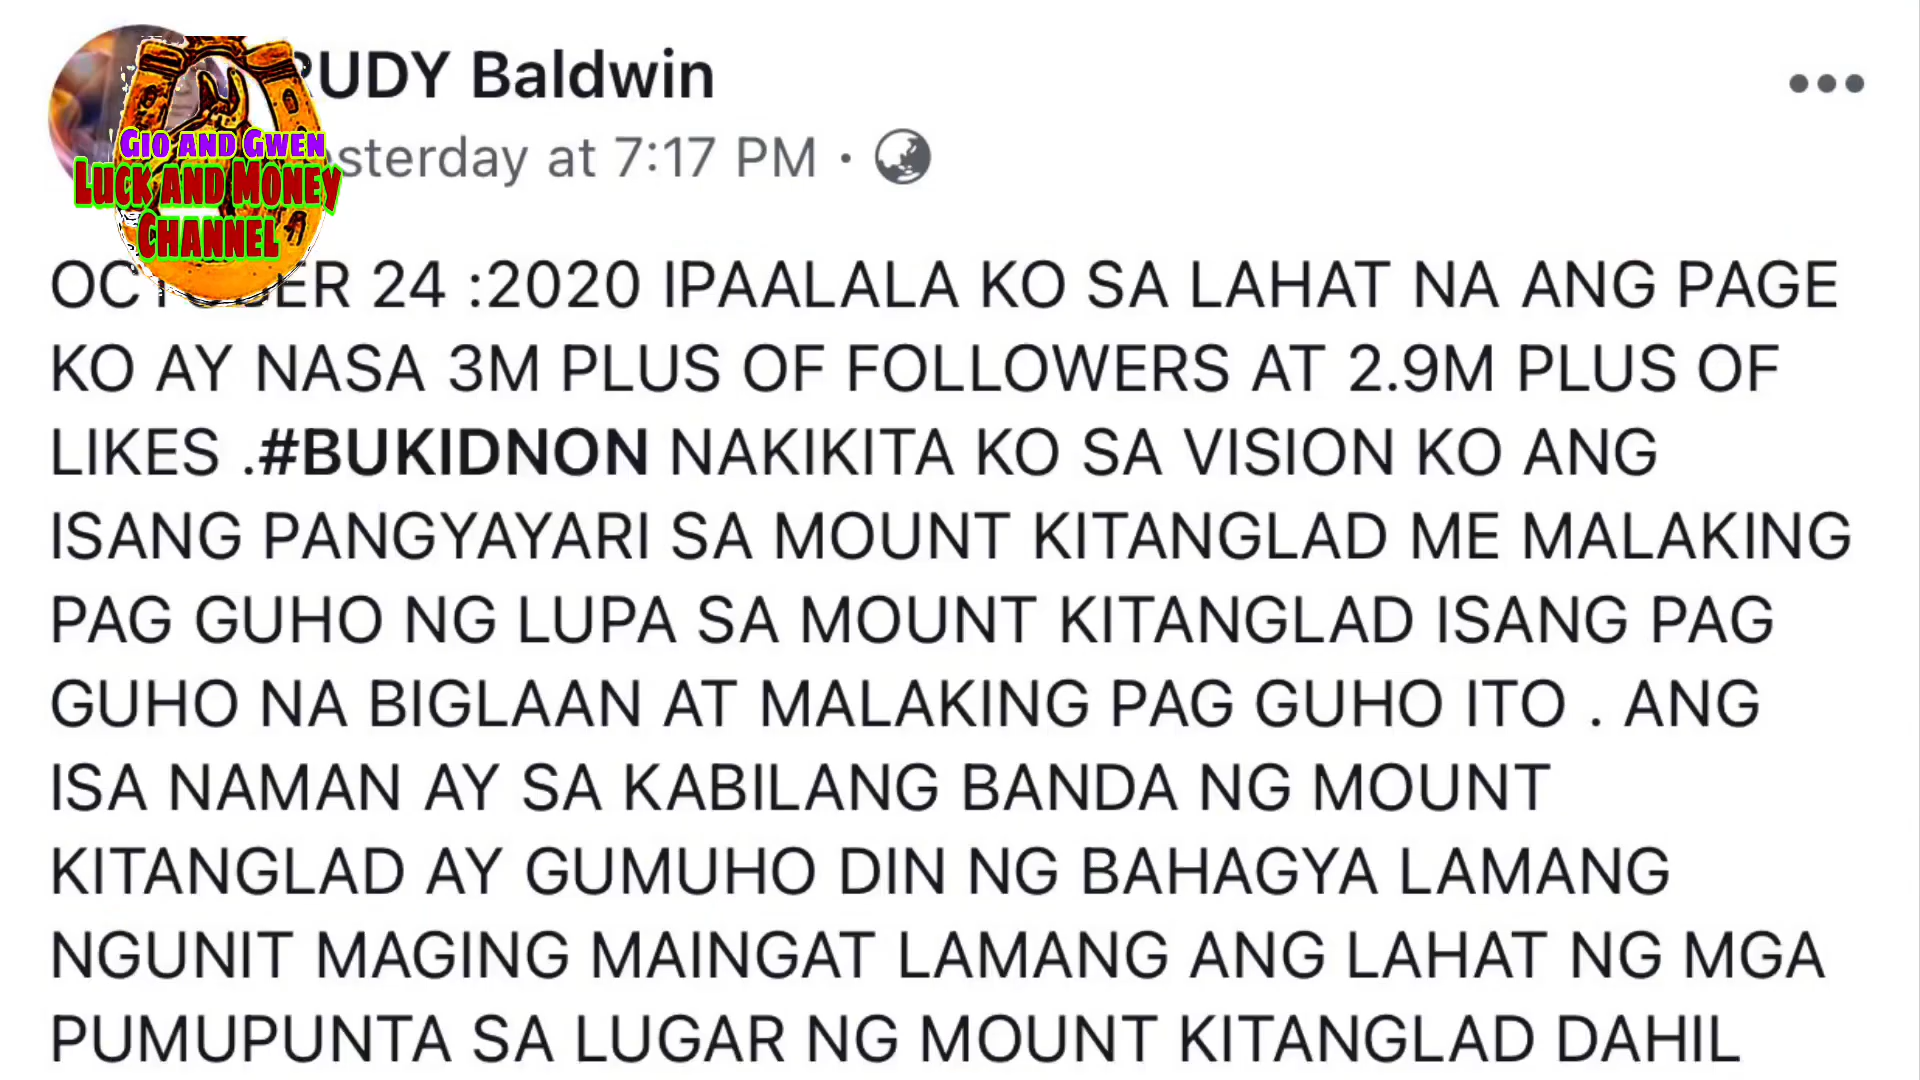 RUDY Baldwin
Yesterday at 7:17 PM ·
GIO AND GWEN
LUCK AND MONEY
CHANNEL
OCTOBER 24 :2020 IPAALALA KO SA LAHAT NA ANG PAGE
KO AY NASA 3M PLUS OF FOLLOWERS AT 2.9M PLUS OF
LIKES .#BUKIDNON NAKIKITA KO SA VISION KO ANG
ISANG PANGYAYARI SA MOUNT KITANGLAD ME MALAKING
PAG GUHO NG LUPA SA MOUNT KITANGLAD ISANG PAG
GUHO NA BIGLAAN AT MALAKING PAG GUHO ITO . ANG
ISA NAMAN AY SA KABILANG BANDA NG MOUNT
KITANGLAD AY GUMUHO DIN NG BAHAGYA LAMANG
NGUNIT MAGING MAINGAT LAMANG ANG LAHAT NG MGA
PUMUPUNTA SA LUGAR NG MOUNT KITANGLAD DAHIL